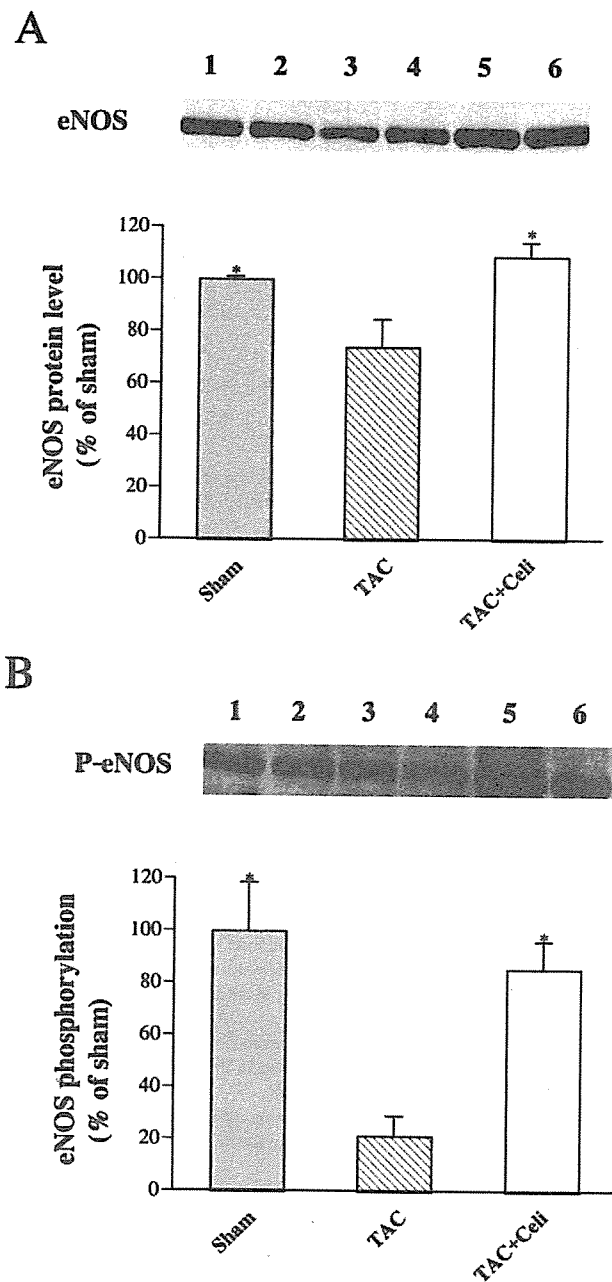 A
1 2 3 4 5 6
eNOS
120
100
80
60
40
20
0
eNOS protein level
(% of sham)
*
*
Sham
TAC
TAC+Celi
B
1 2 3 4 5 6
P-eNOS
120
100
80
60
40
20
0
eNOS phosphorylation
(% of sham)
*
*
Sham
TAC
TAC+Celi